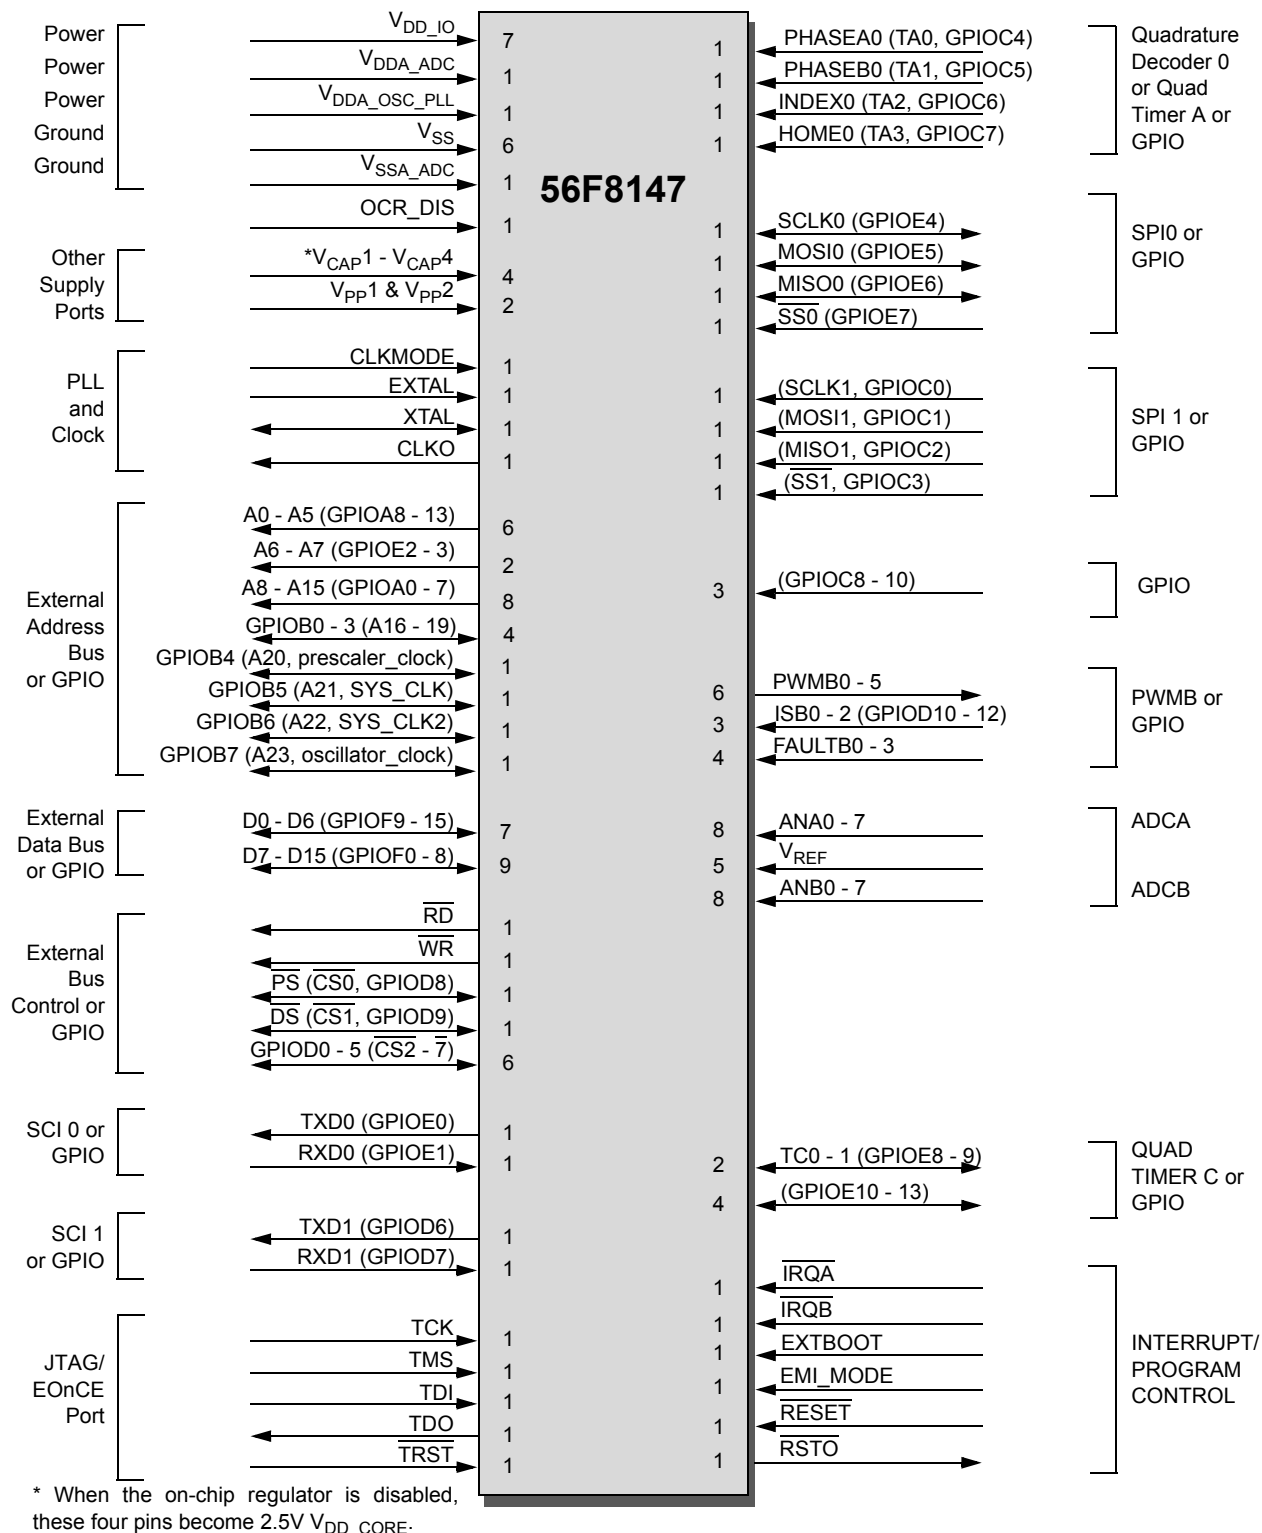 56F8147
Power
Power
Power
Ground
Ground
VDD_IO 7
VDDA_ADC 1
VDDA_OSC_PLL 1
VSS 6
VSSA_ADC 1
OCR_DIS 1
Other
Supply
Ports
*VCAP1 - VCAP4 4
VPP1 & VPP2 2
PLL
and
Clock
CLKMODE 1
EXTAL 1
XTAL 1
CLKO 1
External
Address
Bus
or GPIO
A0 - A5 (GPIOA8 - 13) 6
A6 - A7 (GPIOE2 - 3) 2
A8 - A15 (GPIOA0 - 7) 8
GPIOB0 - 3 (A16 - 19) 4
GPIOB4 (A20, prescaler_clock) 1
GPIOB5 (A21, SYS_CLK) 1
GPIOB6 (A22, SYS_CLK2) 1
GPIOB7 (A23, oscillator_clock) 1
External
Data Bus
or GPIO
D0 - D6 (GPIOF9 - 15) 7
D7 - D15 (GPIOF0 - 8) 9
External
Bus
Control or
GPIO
RD 1
WR 1
PS (CS0, GPIOD8) 1
DS (CS1, GPIOD9) 1
GPIOD0 - 5 (CS2 - 7) 6
SCI 0 or
GPIO
TXD0 (GPIOE0) 1
RXD0 (GPIOE1) 1
SCI 1
or GPIO
TXD1 (GPIOD6) 1
RXD1 (GPIOD7) 1
JTAG/
EOnCE
Port
TCK 1
TMS 1
TDI 1
TDO 1
TRST 1
* When the on-chip regulator is disabled,
these four pins become 2.5V VDD_CORE.
1 PHASEA0 (TA0, GPIOC4)
1 PHASEB0 (TA1, GPIOC5)
1 INDEX0 (TA2, GPIOC6)
1 HOME0 (TA3, GPIOC7)
Quadrature
Decoder 0
or Quad
Timer A or
GPIO
1 SCLK0 (GPIOE4)
1 MOSI0 (GPIOE5)
1 MISO0 (GPIOE6)
1 SS0 (GPIOE7)
SPI0 or
GPIO
1 (SCLK1, GPIOC0)
1 (MOSI1, GPIOC1)
1 (MISO1, GPIOC2)
1 (SS1, GPIOC3)
SPI 1 or
GPIO
3 (GPIOC8 - 10)
GPIO
6 PWMB0 - 5
3 ISB0 - 2 (GPIOD10 - 12)
4 FAULTB0 - 3
PWMB or
GPIO
8 ANA0 - 7
5 VREF
8 ANB0 - 7
ADCA
ADCB
2 TC0 - 1 (GPIOE8 - 9)
4 (GPIOE10 - 13)
QUAD
TIMER C or
GPIO
1 IRQA
1 IRQB
1 EXTBOOT
1 EMI_MODE
1 RESET
1 RSTO
INTERRUPT/
PROGRAM
CONTROL